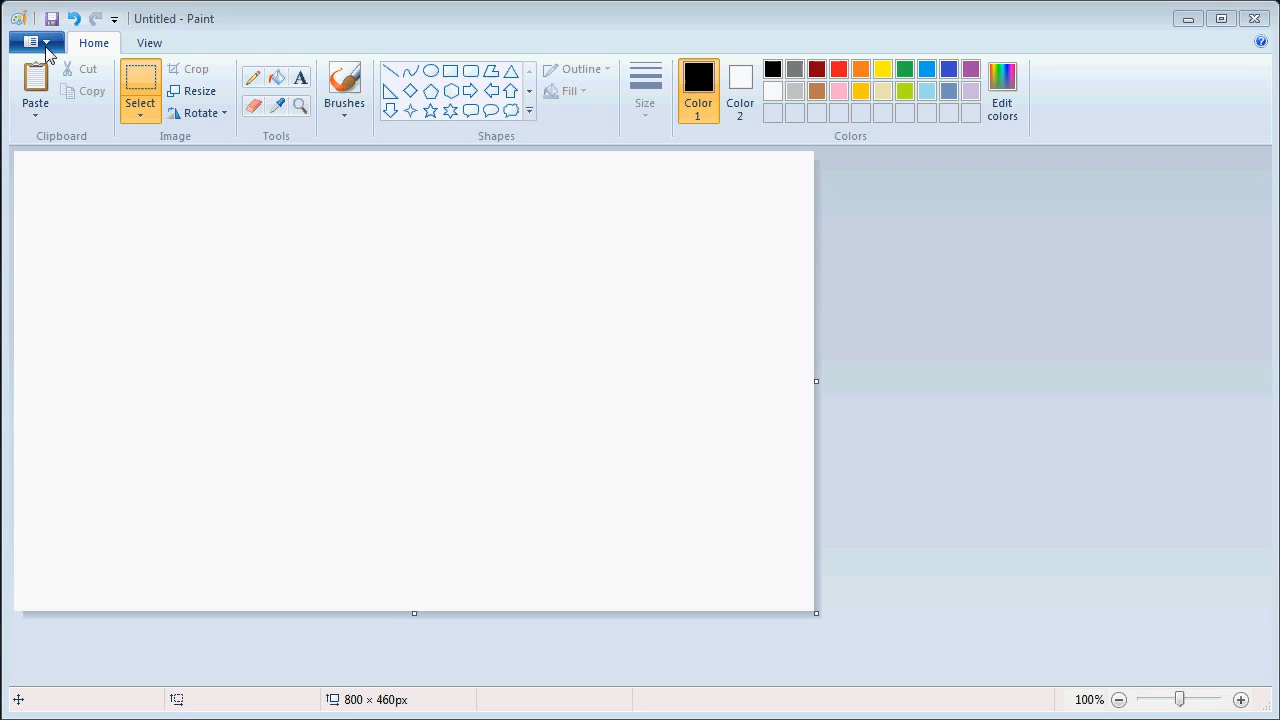 Untitled - Paint
Home View
Paste
Cut
Copy
Clipboard
Select
Crop
Resize
Rotate
Image
A
Tools
Brushes
Shapes
Outline
Fill
Size
Color
1
Color
2
Edit
colors
Colors
800 × 460px
100%